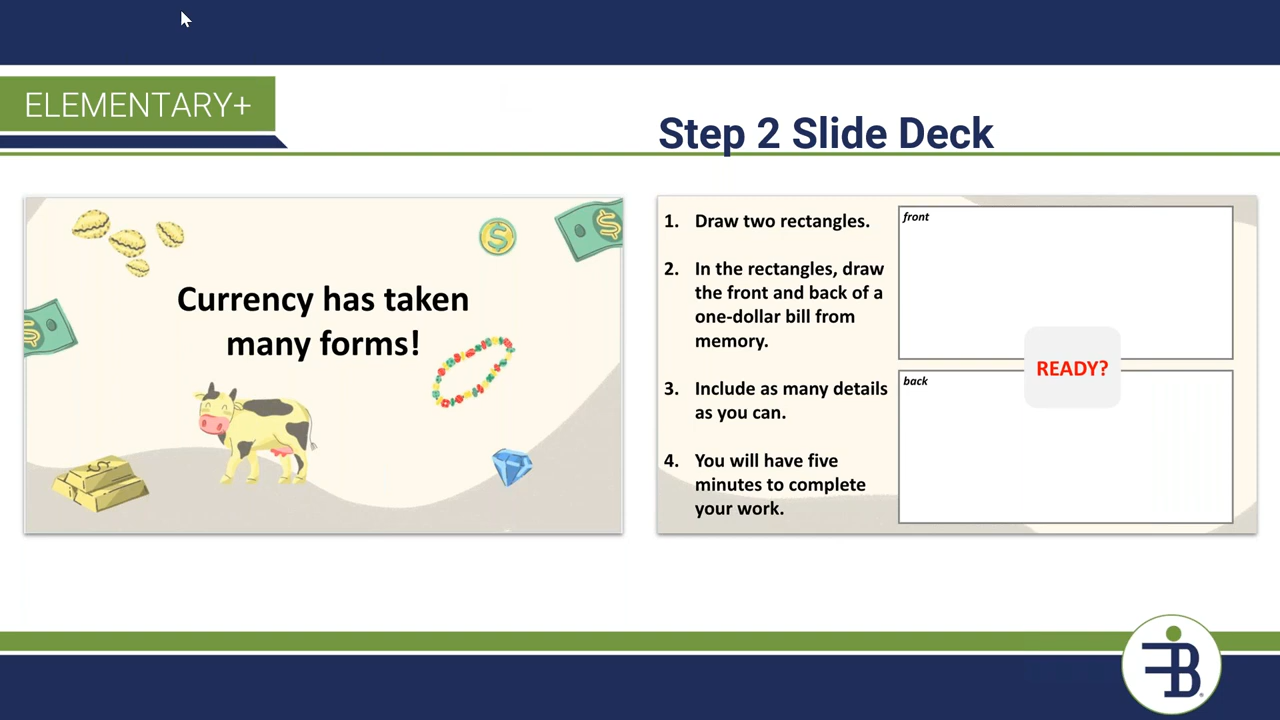 ELEMENTARY+
Step 2 Slide Deck
Currency has taken
many forms!
1. Draw two rectangles.
2. In the rectangles, draw
the front and back of a
one-dollar bill from
memory.
3. Include as many details
as you can.
4. You will have five
minutes to complete
your work.
front
READY?
back